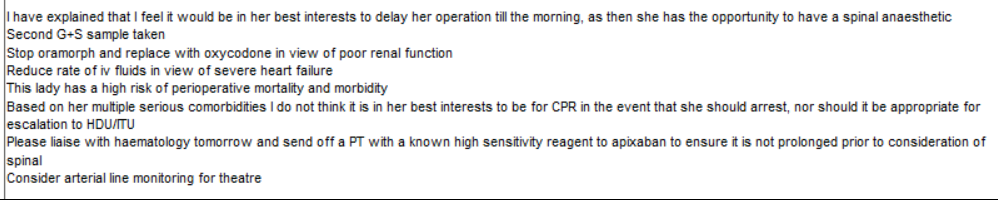 I have explained that I feel it would be in her best interests to delay her operation till the morning, as then she has the opportunity to have a spinal anaesthetic
Second G+S sample taken
Stop oramorph and replace with oxycodone in view of poor renal function
Reduce rate of iv fluids in view of severe heart failure
This lady has a high risk of perioperative mortality and morbidity
Based on her multiple serious comorbidities I do not think it is in her best interests to be for CPR in the event that she should arrest, nor should it be appropriate for
escalation to HDU/ITU
Please liaise with haematology tomorrow and send off a PT with a known high sensitivity reagent to apixaban to ensure it is not prolonged prior to consideration of
spinal
Consider arterial line monitoring for theatre